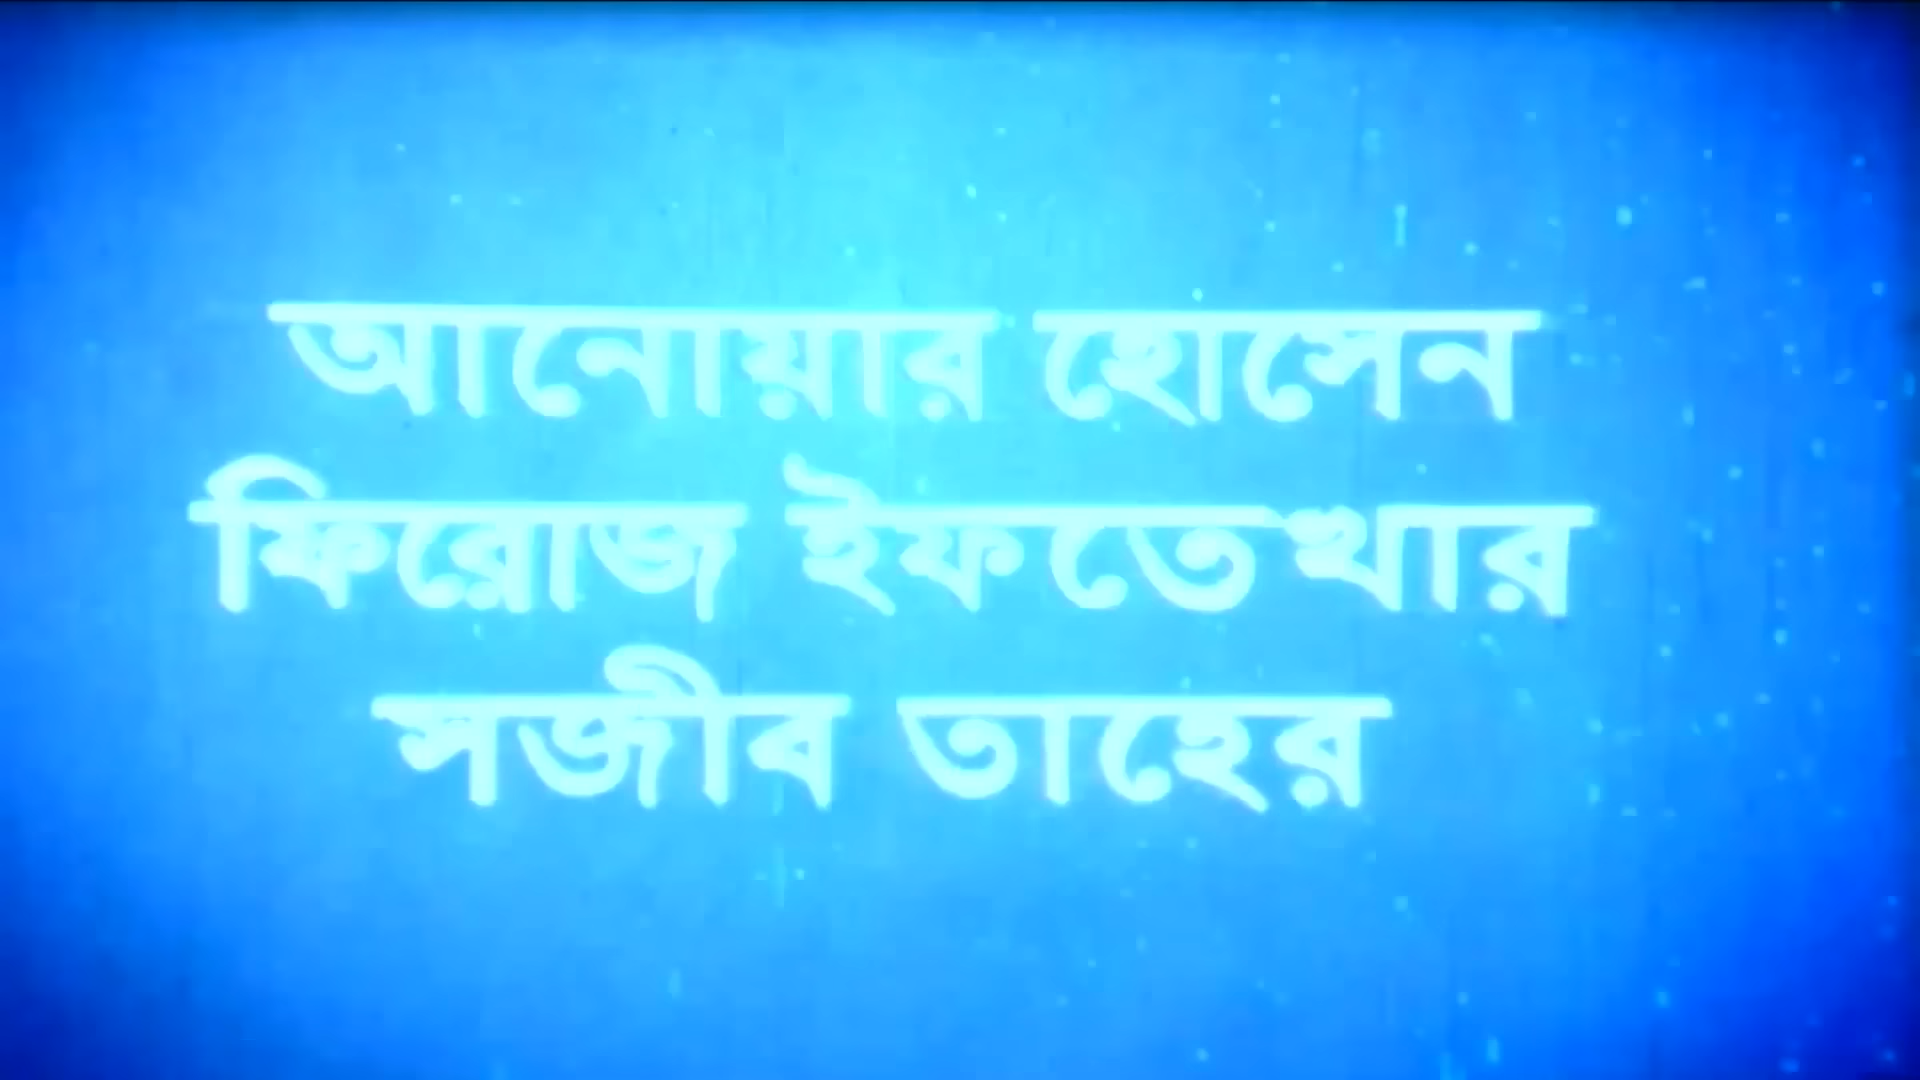 আনোয়ার হোসেন
ফিরোজ ইফতেখার
সজীব তাহের